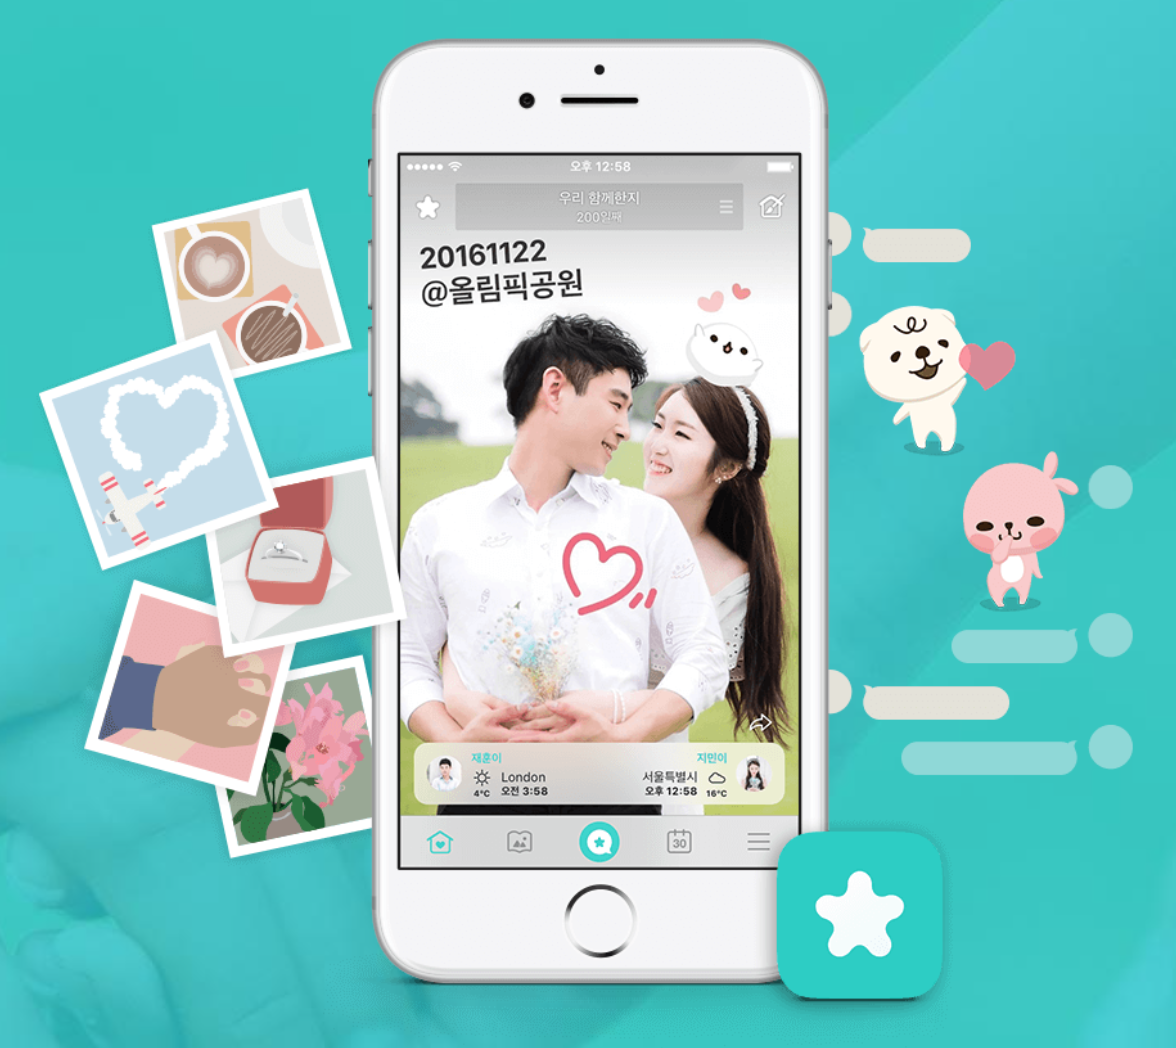 오후 12:58
우리 함께한지
200일째
20161122
@올림픽공원
재훈이
London
4°C 오전 3:58
지민이
서울특별시
오후 12:58 16°C
30